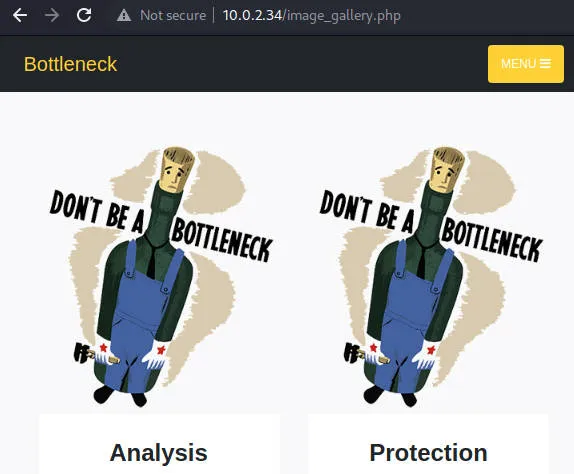 Not secure | 10.0.2.34/image_gallery.php
Bottleneck
MENU
DON'T BE A BOTTLENECK
DON'T BE A BOTTLENECK
Analysis
Protection